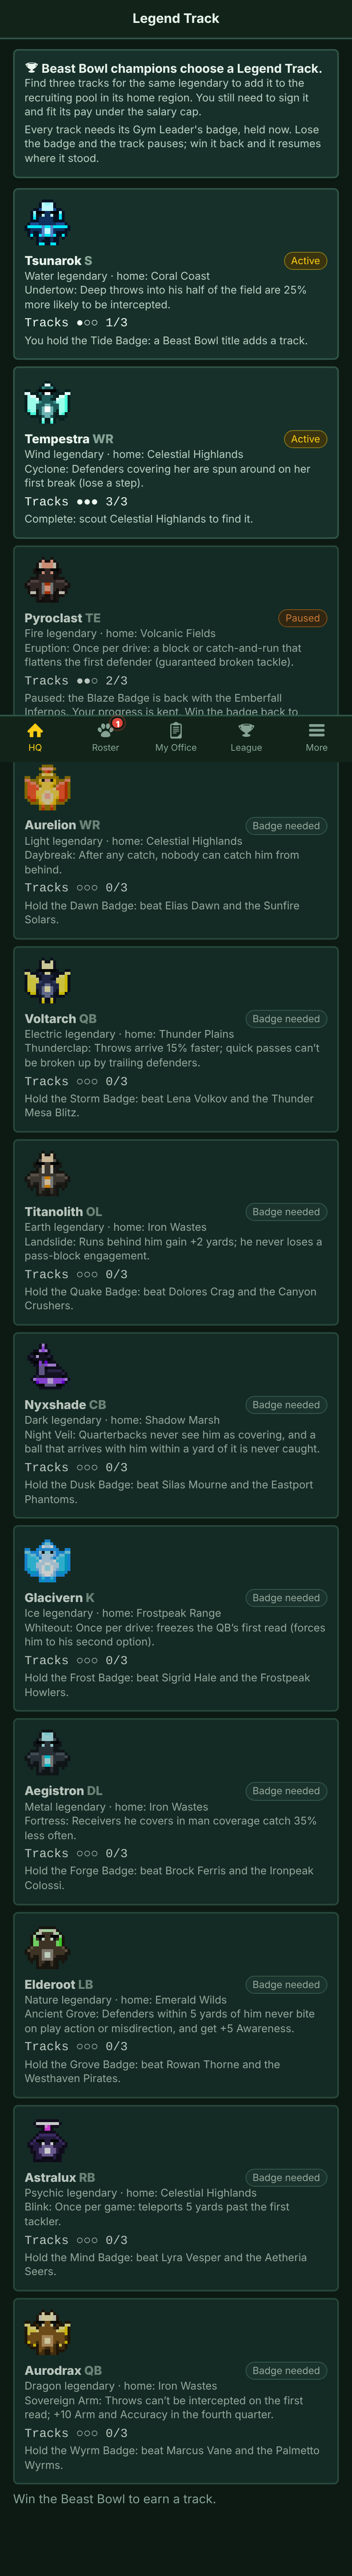 Legend Track
Beast Bowl champions choose a Legend Track.
Find three tracks for the same legendary to add it to the
recruiting pool in its home region. You still need to sign it
and fit its pay under the salary cap.
Every track needs its Gym Leader's badge, held now. Lose
the badge and the track pauses; win it back and it resumes
where it stood.
Tsunarok S
Active
Water legendary · home: Coral Coast
Undertow: Deep throws into his half of the field are 25%
more likely to be intercepted.
Tracks ●○○ 1/3
You hold the Tide Badge: a Beast Bowl title adds a track.
Tempestra WR
Active
Wind legendary · home: Celestial Highlands
Cyclone: Defenders covering her are spun around on her
first break (lose a step).
Tracks ●●● 3/3
Complete: scout Celestial Highlands to find it.
Pyroclast TE
Paused
Fire legendary · home: Volcanic Fields
Eruption: Once per drive: a block or catch-and-run that
flattens the first defender (guaranteed broken tackle).
Tracks ●●○ 2/3
Paused: the Blaze Badge is back with the Emberfall
Infernos. Your progress is kept. Win the badge back to
HQ
Roster
1
My Office
League
More
Aurelion WR
Badge needed
Light legendary · home: Celestial Highlands
Daybreak: After any catch, nobody can catch him from
behind.
Tracks ○○○ 0/3
Hold the Dawn Badge: beat Elias Dawn and the Sunfire
Solars.
Voltarch QB
Badge needed
Electric legendary · home: Thunder Plains
Thunderclap: Throws arrive 15% faster; quick passes can't
be broken up by trailing defenders.
Tracks ○○○ 0/3
Hold the Storm Badge: beat Lena Volkov and the Thunder
Mesa Blitz.
Titanolith OL
Badge needed
Earth legendary · home: Iron Wastes
Landslide: Runs behind him gain +2 yards; he never loses a
pass-block engagement.
Tracks ○○○ 0/3
Hold the Quake Badge: beat Dolores Crag and the Canyon
Crushers.
Nyxshade CB
Badge needed
Dark legendary · home: Shadow Marsh
Night Veil: Quarterbacks never see him as covering, and a
ball that arrives with him within a yard of it is never caught.
Tracks ○○○ 0/3
Hold the Dusk Badge: beat Silas Mourne and the Eastport
Phantoms.
Glacivern K
Badge needed
Ice legendary · home: Frostpeak Range
Whiteout: Once per drive: freezes the QB's first read (forces
him to his second option).
Tracks ○○○ 0/3
Hold the Frost Badge: beat Sigrid Hale and the Frostpeak
Howlers.
Aegistron DL
Badge needed
Metal legendary · home: Iron Wastes
Fortress: Receivers he covers in man coverage catch 35%
less often.
Tracks ○○○ 0/3
Hold the Forge Badge: beat Brock Ferris and the Ironpeak
Colossi.
Elderoot LB
Badge needed
Nature legendary · home: Emerald Wilds
Ancient Grove: Defenders within 5 yards of him never bite
on play action or misdirection, and get +5 Awareness.
Tracks ○○○ 0/3
Hold the Grove Badge: beat Rowan Thorne and the
Westhaven Pirates.
Astralux RB
Badge needed
Psychic legendary · home: Celestial Highlands
Blink: Once per game: teleports 5 yards past the first
tackler.
Tracks ○○○ 0/3
Hold the Mind Badge: beat Lyra Vesper and the Aetheria
Seers.
Aurodrax QB
Badge needed
Dragon legendary · home: Iron Wastes
Sovereign Arm: Throws can't be intercepted on the first
read; +10 Arm and Accuracy in the fourth quarter.
Tracks ○○○ 0/3
Hold the Wyrm Badge: beat Marcus Vane and the Palmetto
Wyrms.
Win the Beast Bowl to earn a track.